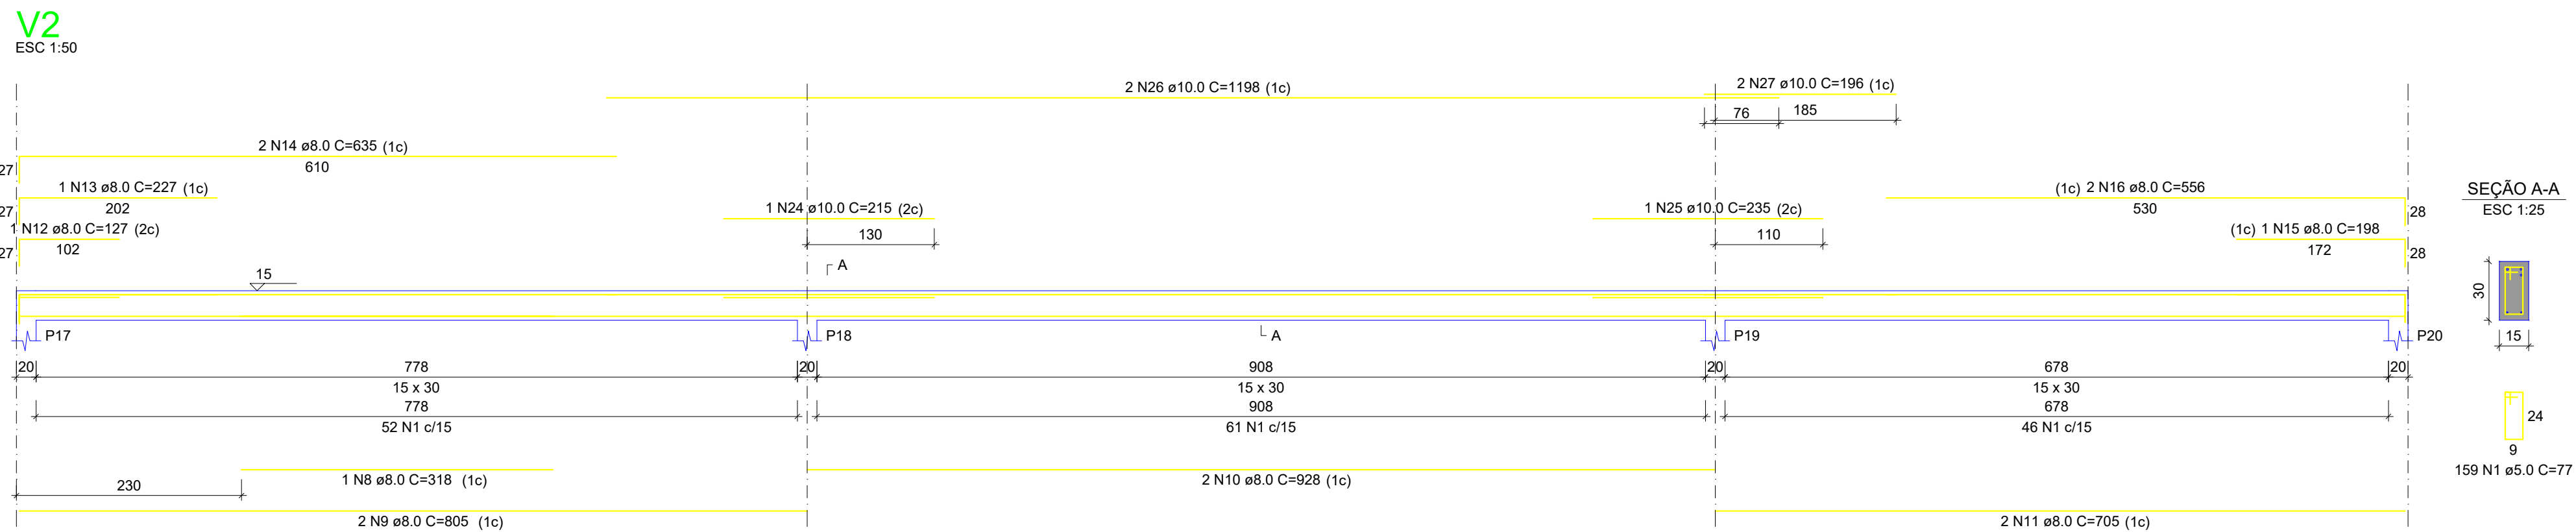 V2
ESC 1:50
2 N26 ø10.0 C=1198 (1c)
2 N27 ø10.0 C=196 (1c)
76
185
2 N14 ø8.0 C=635 (1c)
27
610
1 N13 ø8.0 C=227 (1c)
27
202
1 N12 ø8.0 C=127 (2c)
27
102
1 N24 ø10.0 C=215 (2c)
130
1 N25 ø10.0 C=235 (2c)
110
(1c) 2 N16 ø8.0 C=556
530
28
(1c) 1 N15 ø8.0 C=198
172
28
SEÇÃO A-A
ESC 1:25
A
15
30
15
P17
P18
A
P19
P20
20
778
20
908
20
678
20
15 x 30
15 x 30
15 x 30
778
908
678
52 N1 c/15
61 N1 c/15
46 N1 c/15
24
9
159 N1 ø5.0 C=77
230
1 N8 ø8.0 C=318 (1c)
2 N10 ø8.0 C=928 (1c)
2 N9 ø8.0 C=805 (1c)
2 N11 ø8.0 C=705 (1c)